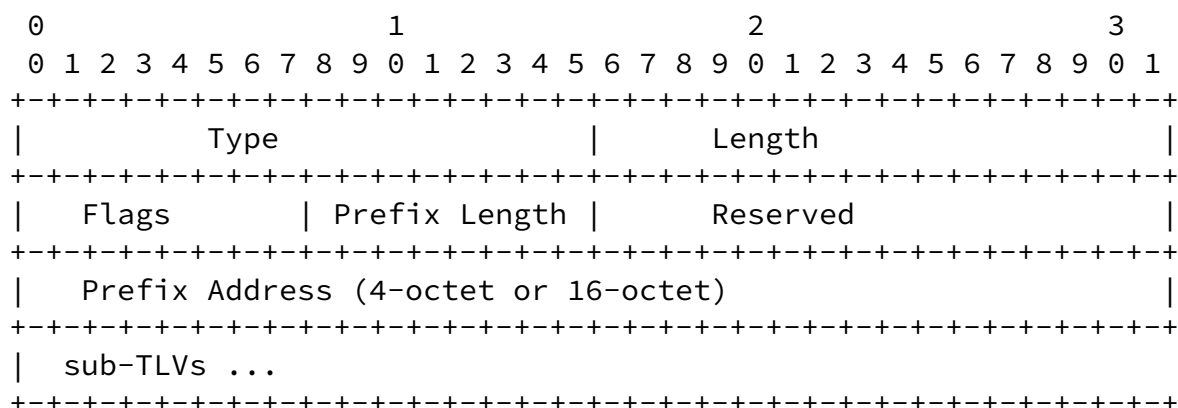 0                   1                   2                   3
 0 1 2 3 4 5 6 7 8 9 0 1 2 3 4 5 6 7 8 9 0 1 2 3 4 5 6 7 8 9 0 1
+-+-+-+-+-+-+-+-+-+-+-+-+-+-+-+-+-+-+-+-+-+-+-+-+-+-+-+-+-+-+-+-+
|          Type                 |      Length                   |
+-+-+-+-+-+-+-+-+-+-+-+-+-+-+-+-+-+-+-+-+-+-+-+-+-+-+-+-+-+-+-+-+
|   Flags       | Prefix Length |      Reserved                 |
+-+-+-+-+-+-+-+-+-+-+-+-+-+-+-+-+-+-+-+-+-+-+-+-+-+-+-+-+-+-+-+-+
|   Prefix Address (4-octet or 16-octet)                        |
+-+-+-+-+-+-+-+-+-+-+-+-+-+-+-+-+-+-+-+-+-+-+-+-+-+-+-+-+-+-+-+-+
|  sub-TLVs ...
+-+-+-+-+-+-+-+-+-+-+-+-+-+-+-+-+-+-+-+-+-+-+-+-+-+-+-+-+-+-+-+-+